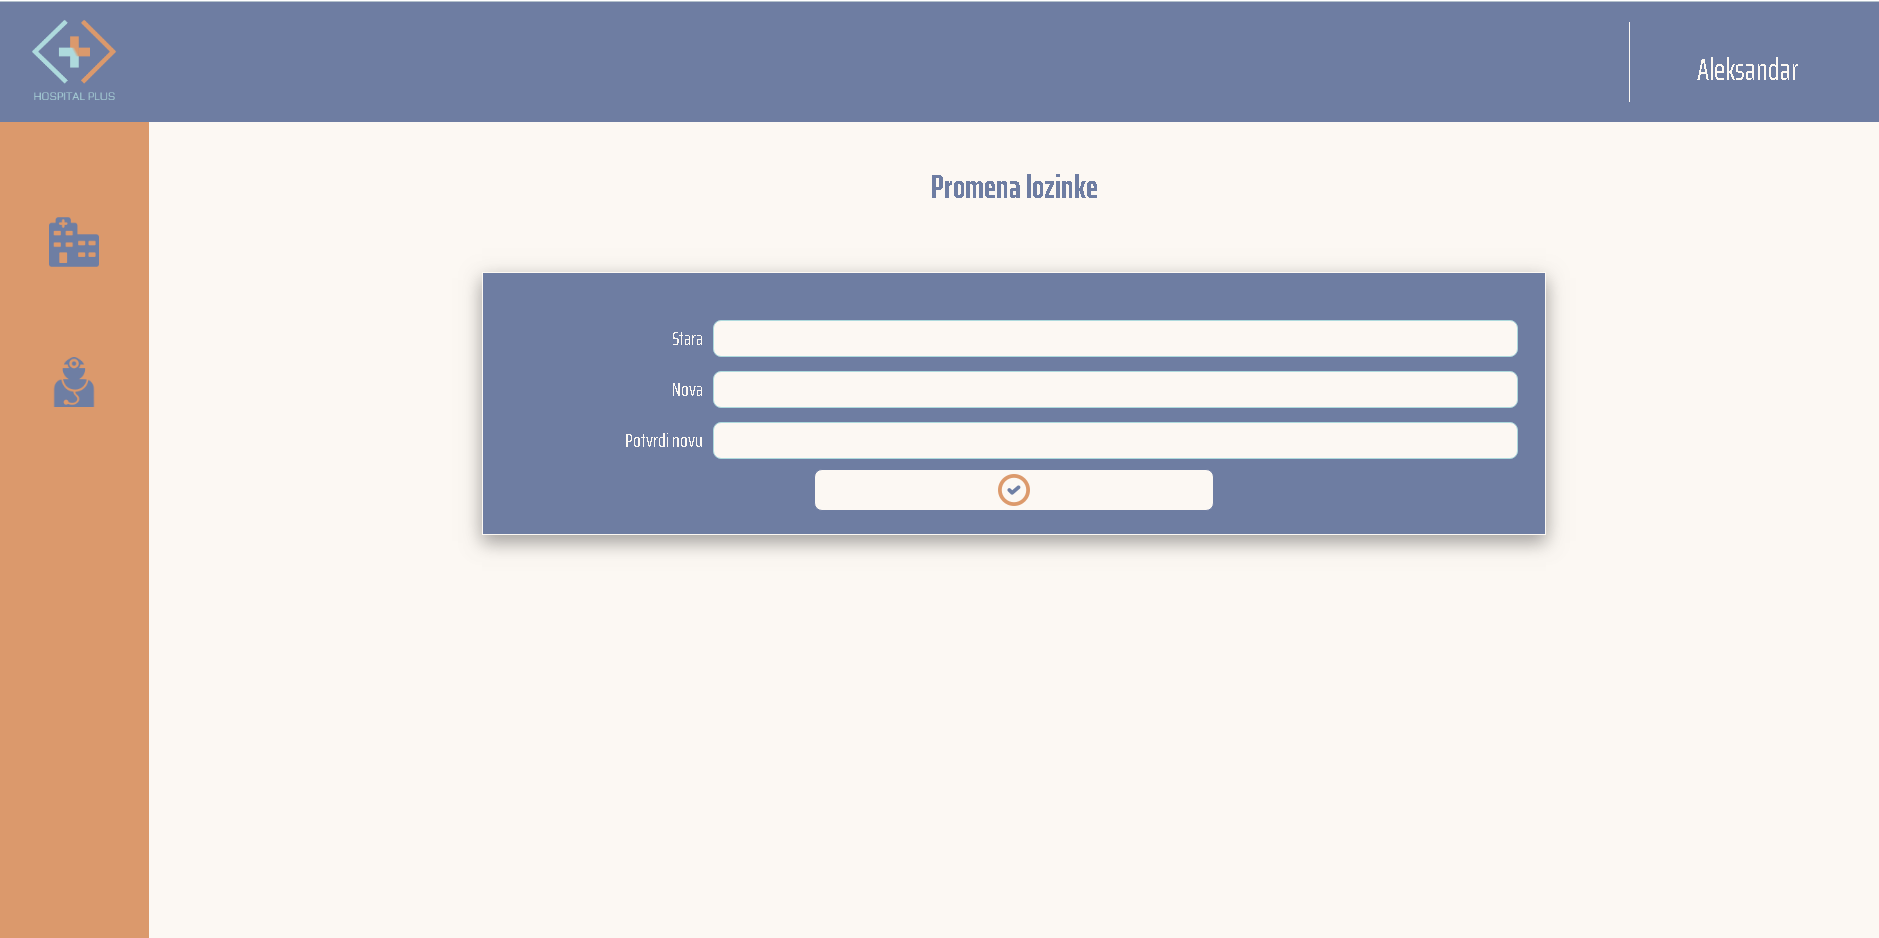 HOSPITAL PLUS
Aleksandar
Promena lozinke
Stara
Nova
Potvrdi novu